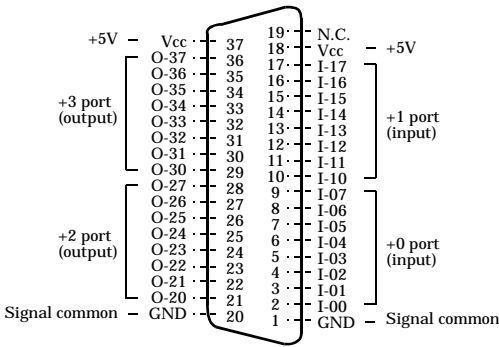 +5V – Vcc 37
O-37 36
O-36 35
O-35 34
O-34 33
O-33 32
O-32 31
O-31 30
O-30 29
+3 port
(output)
O-27 28
O-26 27
O-25 26
O-24 25
O-23 24
O-22 23
O-21 22
O-20 21
+2 port
(output)
Signal common – GND 20
19 N.C.
18 Vcc – +5V
17 I-17
16 I-16
15 I-15
14 I-14
13 I-13
12 I-12
11 I-11
10 I-10
+1 port
(input)
9 I-07
8 I-06
7 I-05
6 I-04
5 I-03
4 I-02
3 I-01
2 I-00
+0 port
(input)
1 GND – Signal common